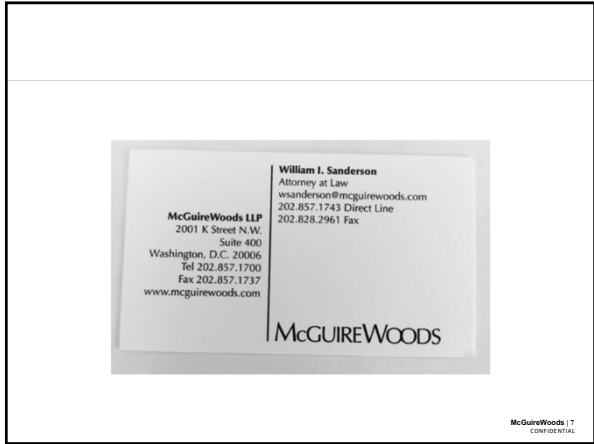 McGuireWoods LLP
2001 K Street N.W.
Suite 400
Washington, D.C. 20006
Tel 202.857.1700
Fax 202.857.1737
www.mcguirewoods.com
William I. Sanderson
Attorney at Law
wsanderson@mcguirewoods.com
202.857.1743 Direct Line
202.828.2961 Fax
MCGUIREWOODS
McGuireWoods | 7
CONFIDENTIAL